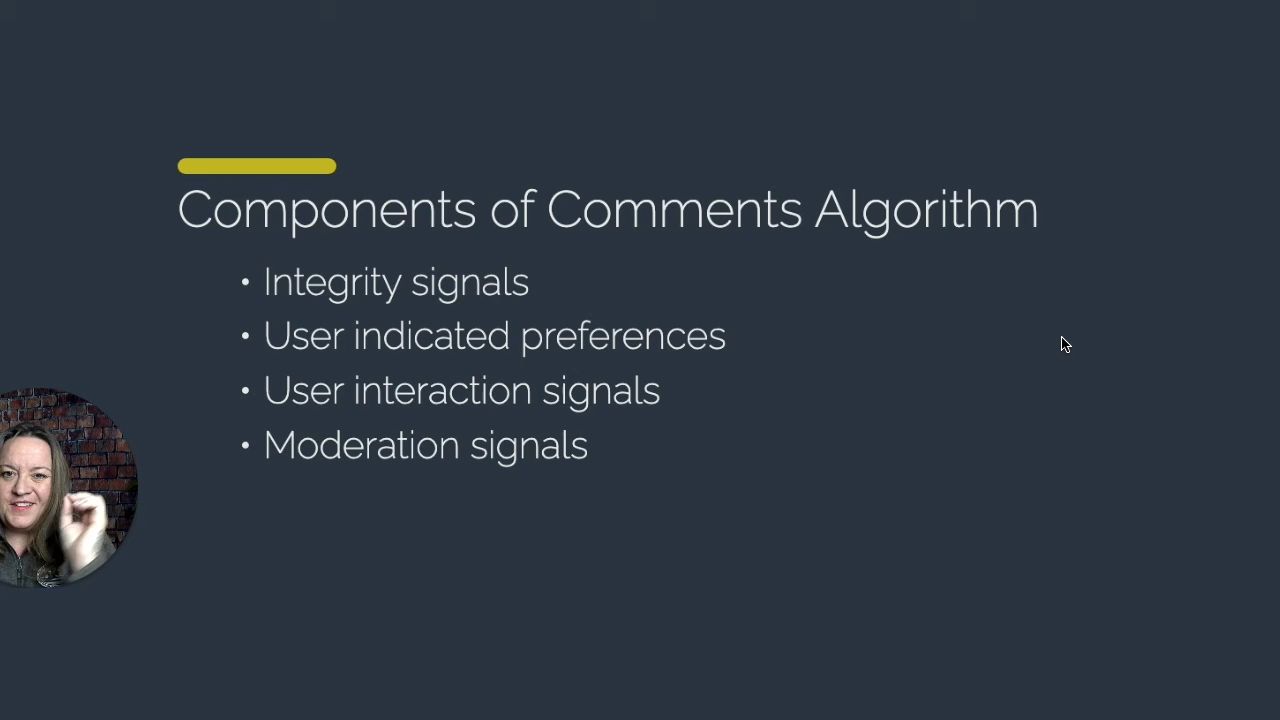 Components of Comments Algorithm
• Integrity signals
• User indicated preferences
• User interaction signals
• Moderation signals